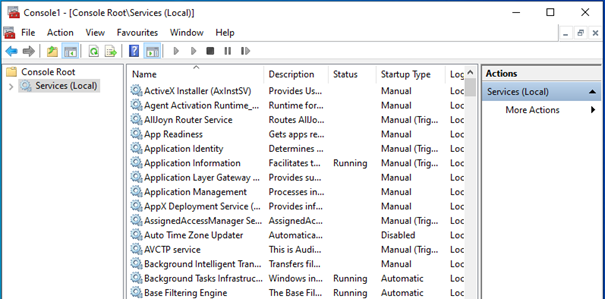 Console1 - [Console Root\Services (Local)]
File Action View Favourites Window Help
Console Root
Services (Local)
Name Description Status Startup Type Log
ActiveX Installer (AxInstSV) Provides Us... Manual Loc
Agent Activation Runtime_... Runtime for... Manual Loc
AllJoyn Router Service Routes AllJo... Manual (Trig... Loc
App Readiness Gets apps re... Manual Loc
Application Identity Determines ... Manual (Trig... Loc
Application Information Facilitates t... Running Manual (Trig... Loc
Application Layer Gateway ... Provides su... Manual Loc
Application Management Processes in... Manual Loc
AppX Deployment Service (... Provides inf... Manual Loc
AssignedAccessManager Se... AssignedAc... Manual (Trig... Loc
Auto Time Zone Updater Automatica... Disabled Loc
AVCTP service This is Audi... Manual (Trig... Loc
Background Intelligent Tran... Transfers fil... Manual Loc
Background Tasks Infrastruc... Windows in... Running Automatic Loc
Base Filtering Engine The Base Fil... Running Automatic Loc
Actions
Services (Local)
More Actions